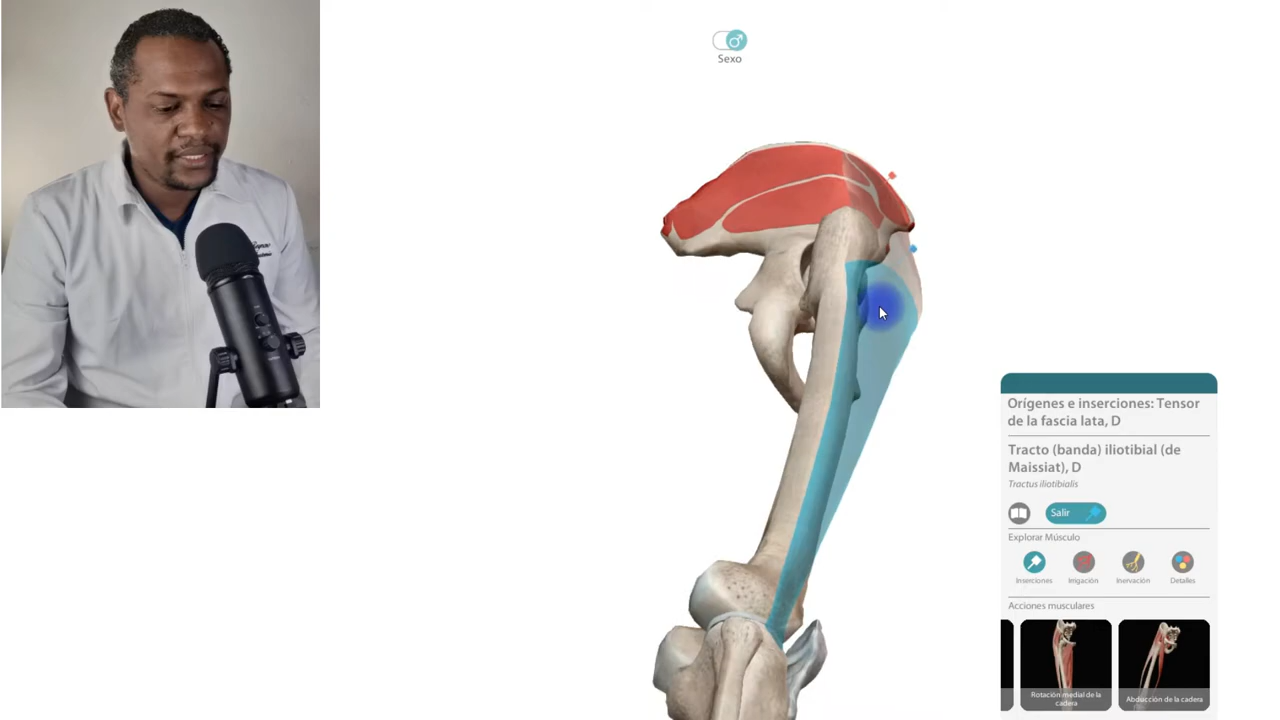 Sexo
Orígenes e inserciones: Tensor
de la fascia lata, D
Tracto (banda) iliotibial (de
Maissiat), D
Tractus iliotibialis
Salir
Explorar Músculo
Inserciones
Irrigación
Inervación
Detalles
Acciones musculares
Rotación medial de la
cadera
Abducción de la cadera